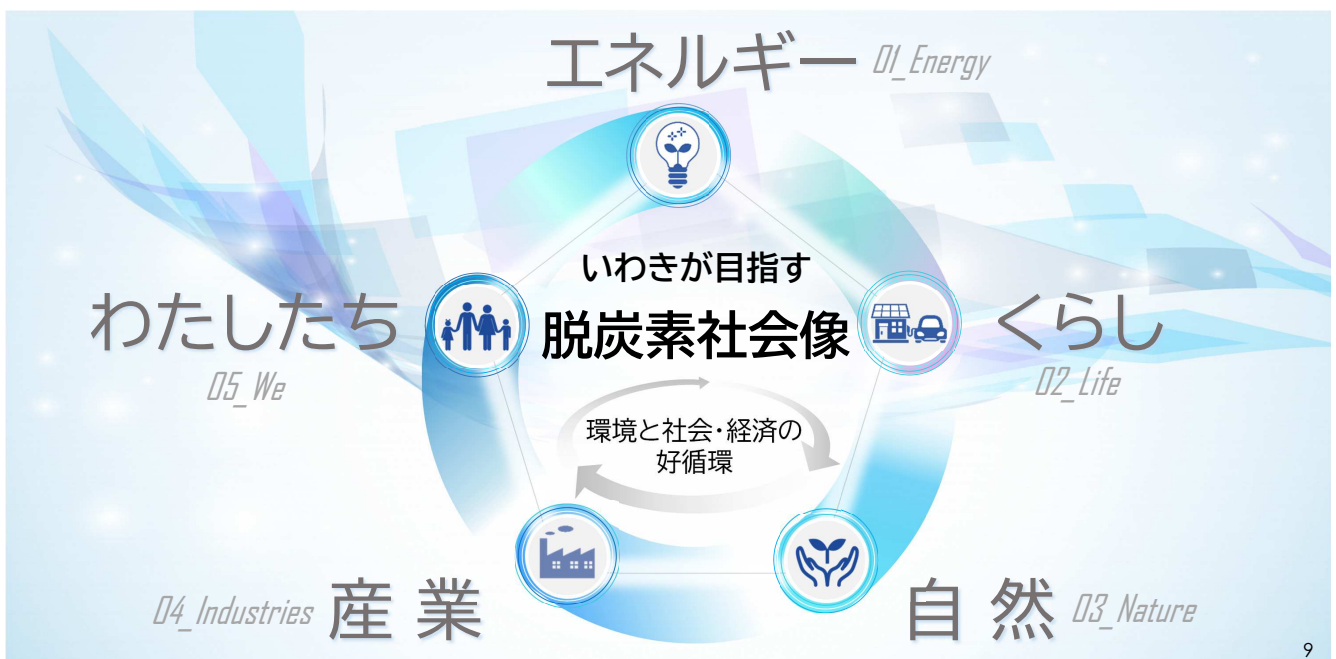 エネルギー 01_Energy
いわきが目指す
脱炭素社会像
わたしたち
05_We
くらし
02_Life
環境と社会・経済の
好循環
04_Industries 産業
自然 03_Nature
9